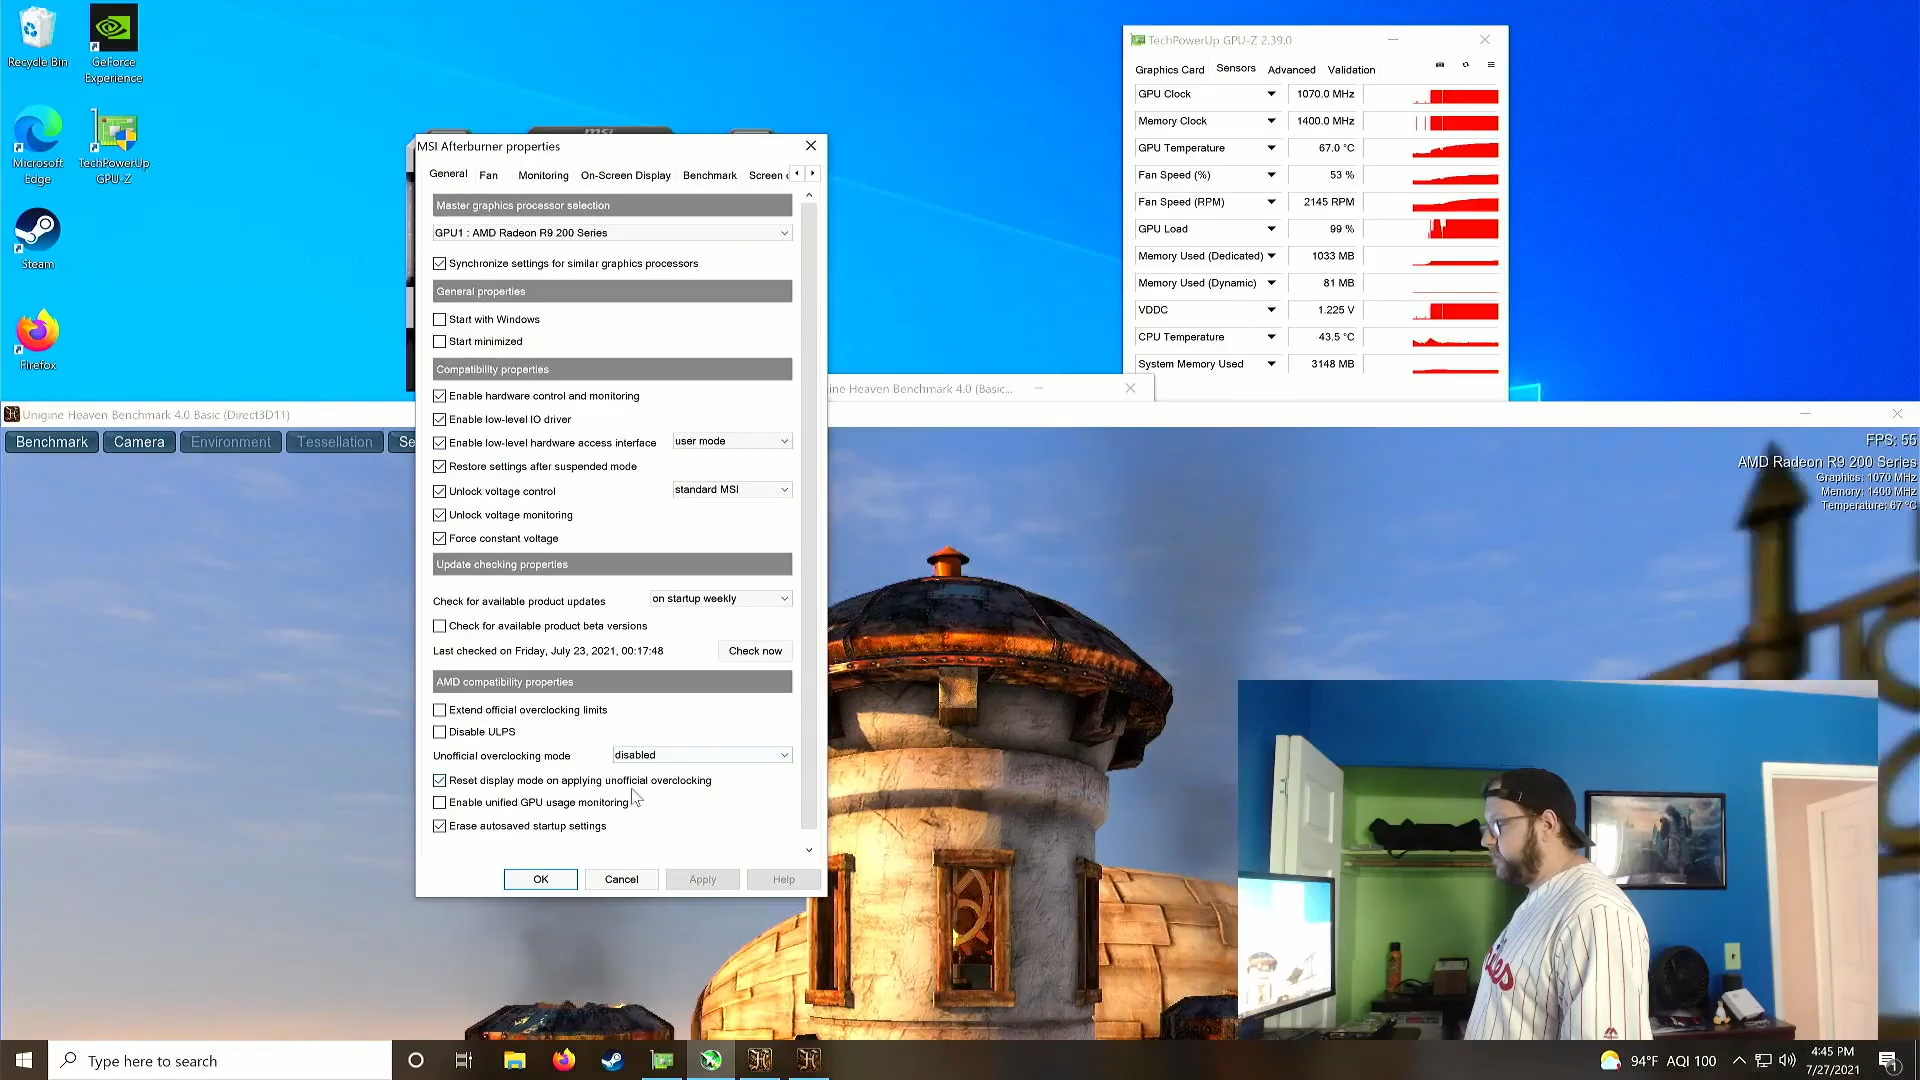 Recycle Bin
GeForce
Experience
Microsoft
Edge
TechPowerUp
GPU-Z
Steam
Firefox
msi
MSI Afterburner properties
General
Fan
Monitoring
On-Screen Display
Benchmark
Screen
Master graphics processor selection
GPU1 : AMD Radeon R9 200 Series
Synchronize settings for similar graphics processors
General properties
Start with Windows
Start minimized
Compatibility properties
Enable hardware control and monitoring
Enable low-level IO driver
Enable low-level hardware access interface
user mode
Restore settings after suspended mode
Unlock voltage control
standard MSI
Unlock voltage monitoring
Force constant voltage
Update checking properties
Check for available product updates
on startup weekly
Check for available product beta versions
Last checked on Friday, July 23, 2021, 00:17:48
Check now
AMD compatibility properties
Extend official overclocking limits
Disable ULPS
Unofficial overclocking mode
disabled
Reset display mode on applying unofficial overclocking
Enable unified GPU usage monitoring
Erase autosaved startup settings
OK
Cancel
Apply
Help
TechPowerUp GPU-Z 2.39.0
Graphics Card
Sensors
Advanced
Validation
GPU Clock 1070.0 MHz
Memory Clock 1400.0 MHz
GPU Temperature 67.0 °C
Fan Speed (%) 53 %
Fan Speed (RPM) 2145 RPM
GPU Load 99 %
Memory Used (Dedicated) 1033 MB
Memory Used (Dynamic) 81 MB
VDDC 1.225 V
CPU Temperature 43.5 °C
System Memory Used 3148 MB
ine Heaven Benchmark 4.0 (Basic...
Unigine Heaven Benchmark 4.0 Basic (Direct3D11)
Benchmark
Camera
Environment
Tessellation
Se
FPS: 55
AMD Radeon R9 200 Series
Graphics: 1070 MHz
Memory: 1400 MHz
Temperature: 67 °C
Type here to search
94°F AQI 100
4:45 PM
7/27/2021
1